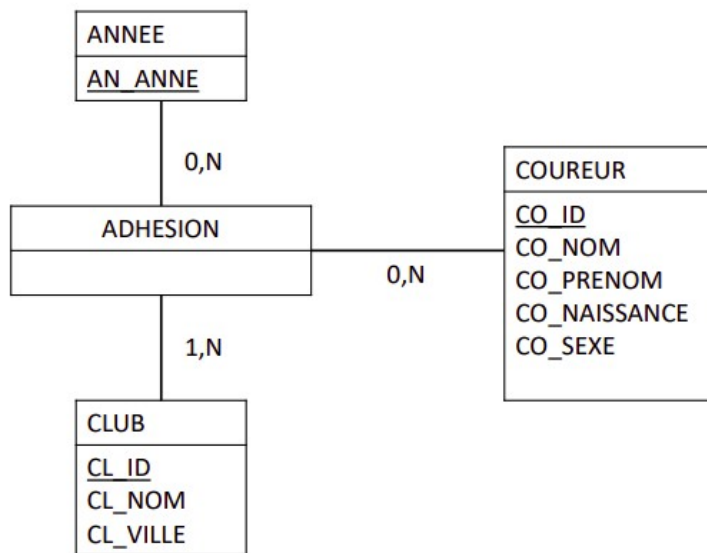 ANNEE
AN_ANNE
0,N
ADHESION
0,N
1,N
COUREUR
CO_ID
CO_NOM
CO_PRENOM
CO_NAISSANCE
CO_SEXE
CLUB
CL_ID
CL_NOM
CL_VILLE